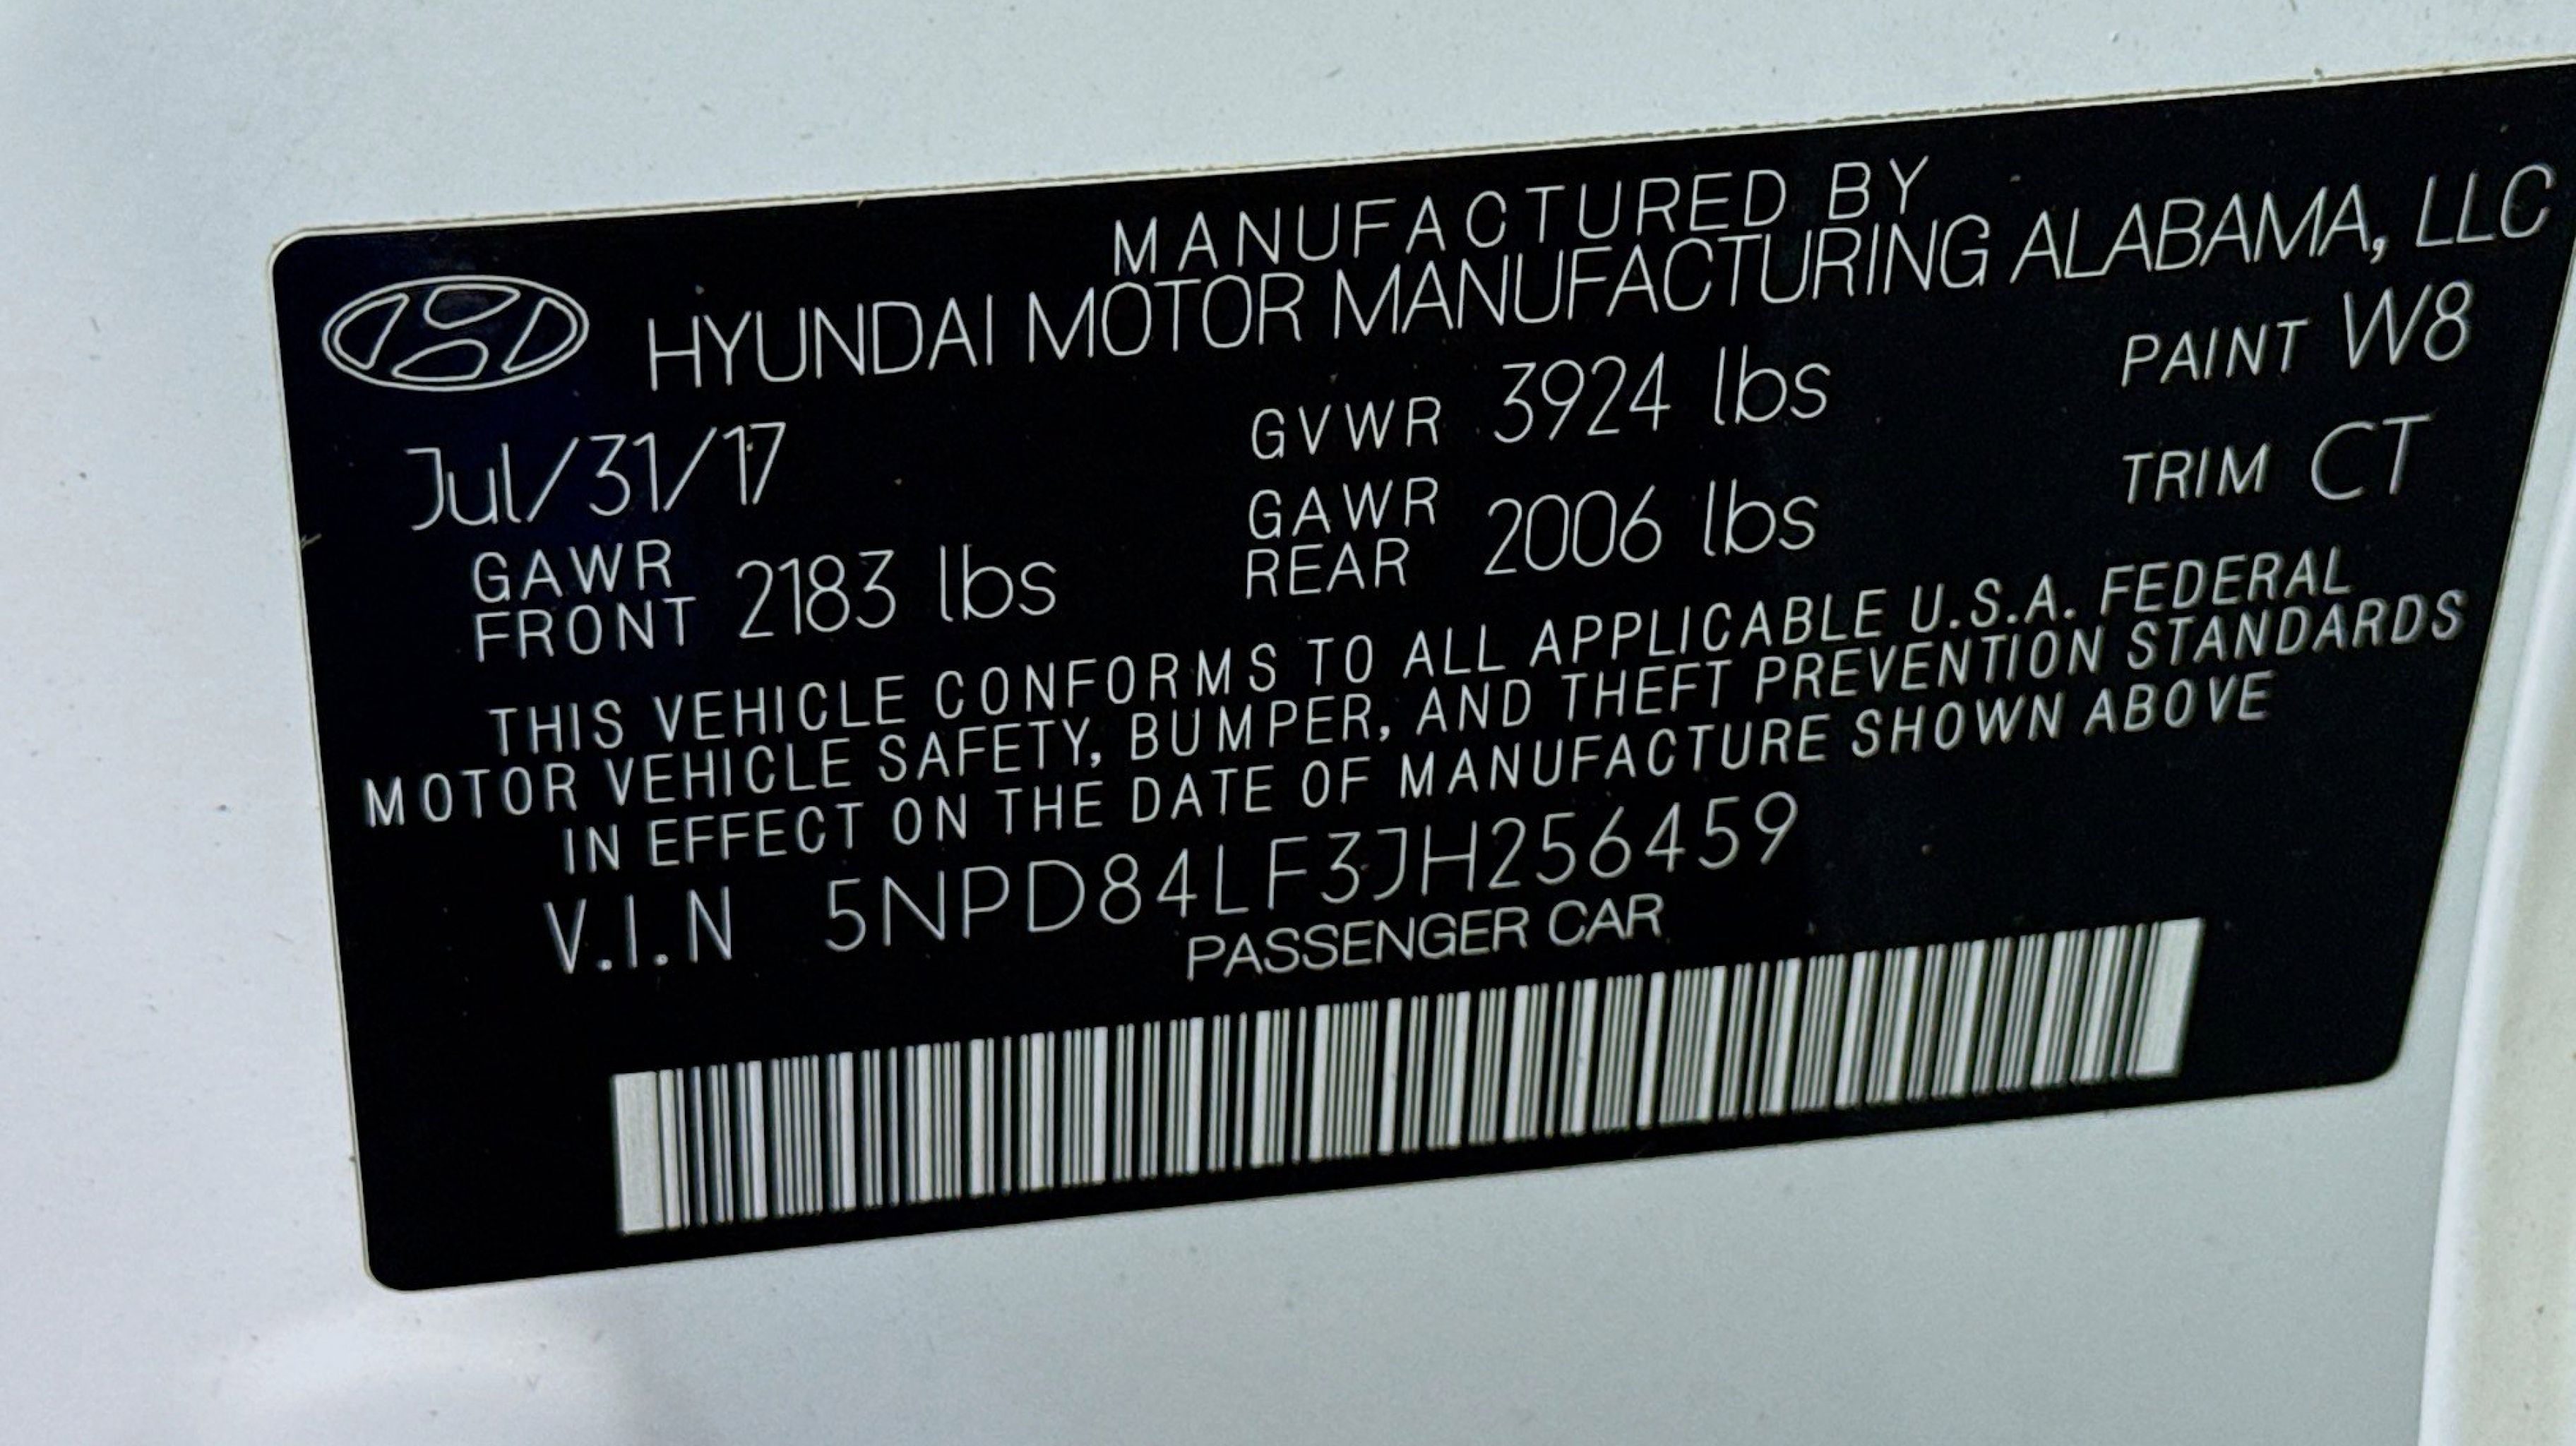 MANUFACTURED BY
HYUNDAI MOTOR MANUFACTURING ALABAMA, LLC
Jul/31/17 GVWR 3924 lbs PAINT W8
GAWR FRONT 2183 lbs GAWR REAR 2006 lbs TRIM CT
THIS VEHICLE CONFORMS TO ALL APPLICABLE U.S.A. FEDERAL
MOTOR VEHICLE SAFETY, BUMPER, AND THEFT PREVENTION STANDARDS
IN EFFECT ON THE DATE OF MANUFACTURE SHOWN ABOVE
V.I.N 5NPD84LF3JH256459
PASSENGER CAR